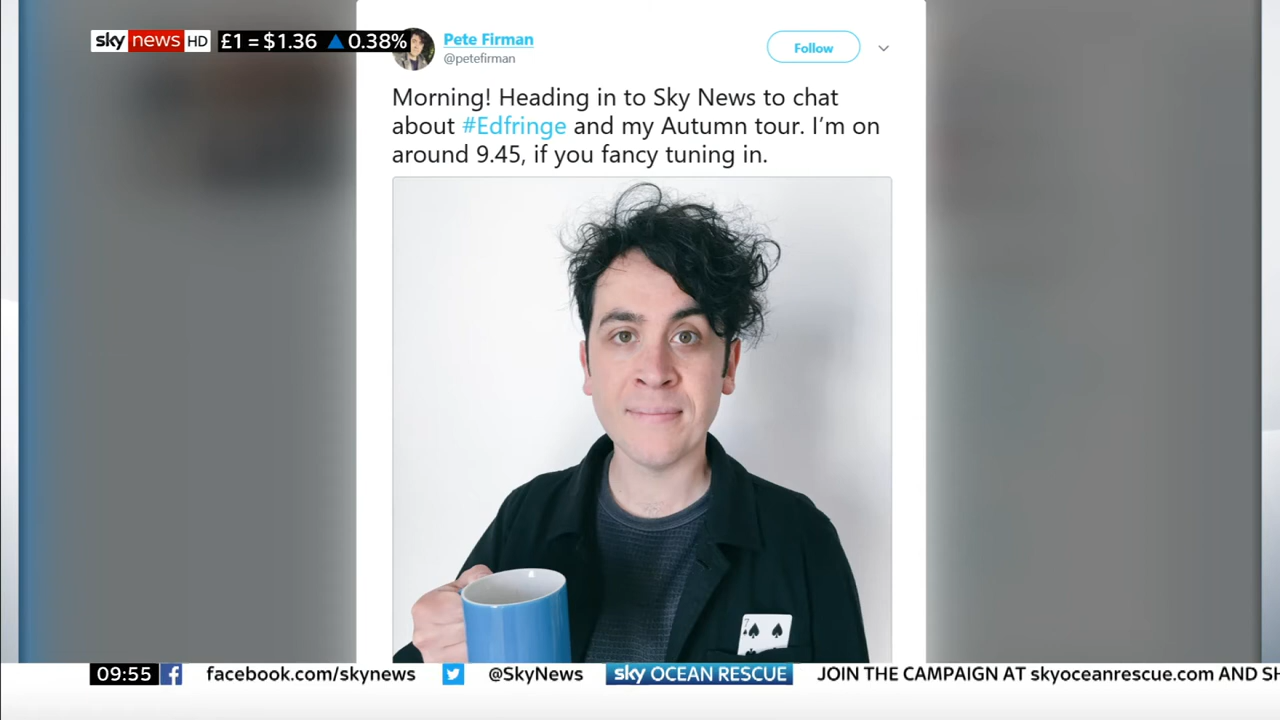 sky news HD £1 = $1.36 ▲ 0.38%
Pete Firman
@petefirman
Follow
Morning! Heading in to Sky News to chat
about #Edfringe and my Autumn tour. I’m on
around 9.45, if you fancy tuning in.
7
09:55 facebook.com/skynews @SkyNews sky OCEAN RESCUE JOIN THE CAMPAIGN AT skyoceanrescue.com AND SH